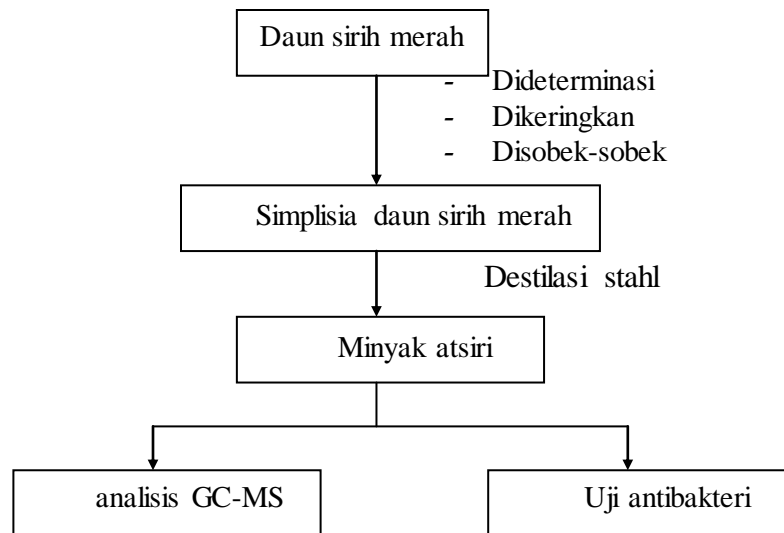 Daun sirih merah
- Dideterminasi
- Dikeringkan
- Disobek-sobek
Simplisia daun sirih merah
Destilasi stahl
Minyak atsiri
analisis GC-MS
Uji antibakteri